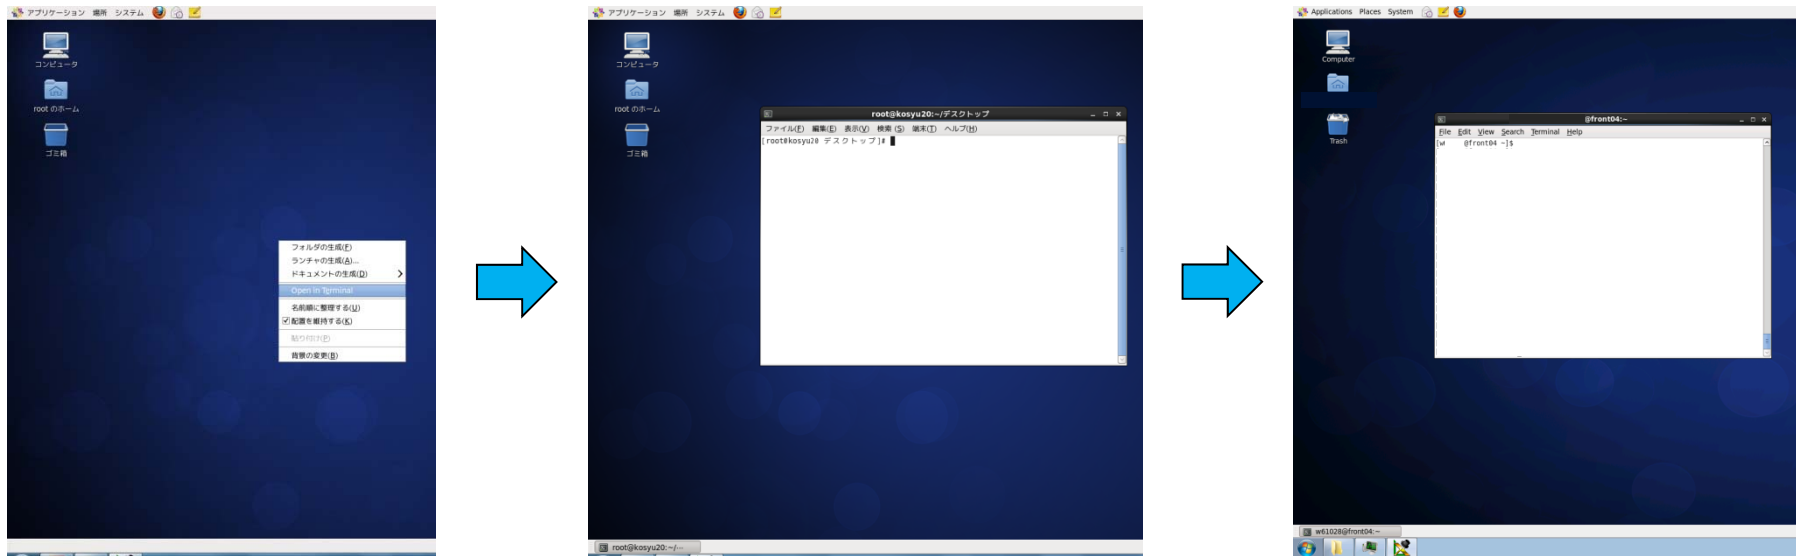 アプリケーション 場所 システム
コンピュータ
root のホーム
ゴミ箱
フォルダの生成(F)
ランチャの生成(A)...
ドキュメントの生成(D)
Open in Terminal
名前順に整理する(U)
配置を維持する(K)
貼り付け(P)
背景の変更(B)
アプリケーション 場所 システム
コンピュータ
root のホーム
ゴミ箱
root@kosyu20:~/デスクトップ
ファイル(F) 編集(E) 表示(V) 検索 (S) 端末(T) ヘルプ(H)
[root@kosyu20 デスクトップ]#
root@kosyu20:~/...
Applications Places System
Computer
Trash
@front04:~
File Edit View Search Terminal Help
[w @front04 ~]$
w61028@front04:~